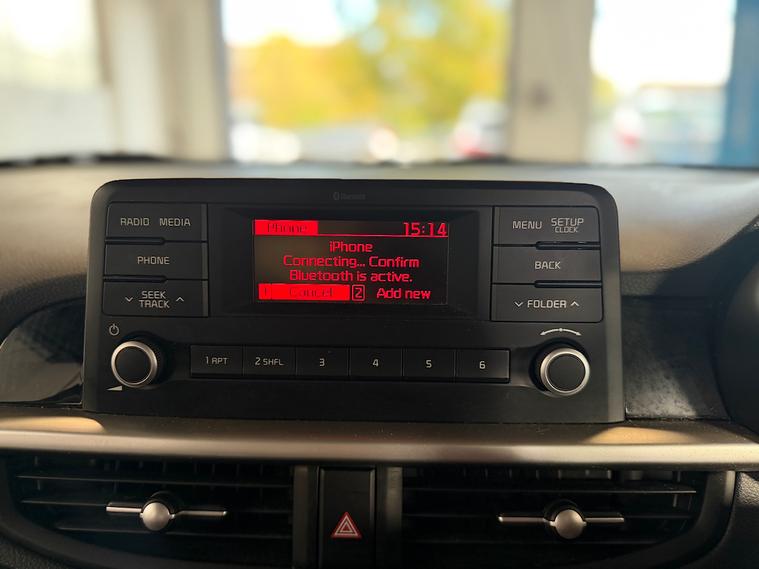 Bluetooth
RADIO MEDIA
PHONE
SEEK
TRACK
Phone 15:14
iPhone
Connecting... Confirm
Bluetooth is active.
Cancel 2 Add new
MENU SETUP
CLOCK
BACK
FOLDER
1 RPT 2 SHFL 3 4 5 6